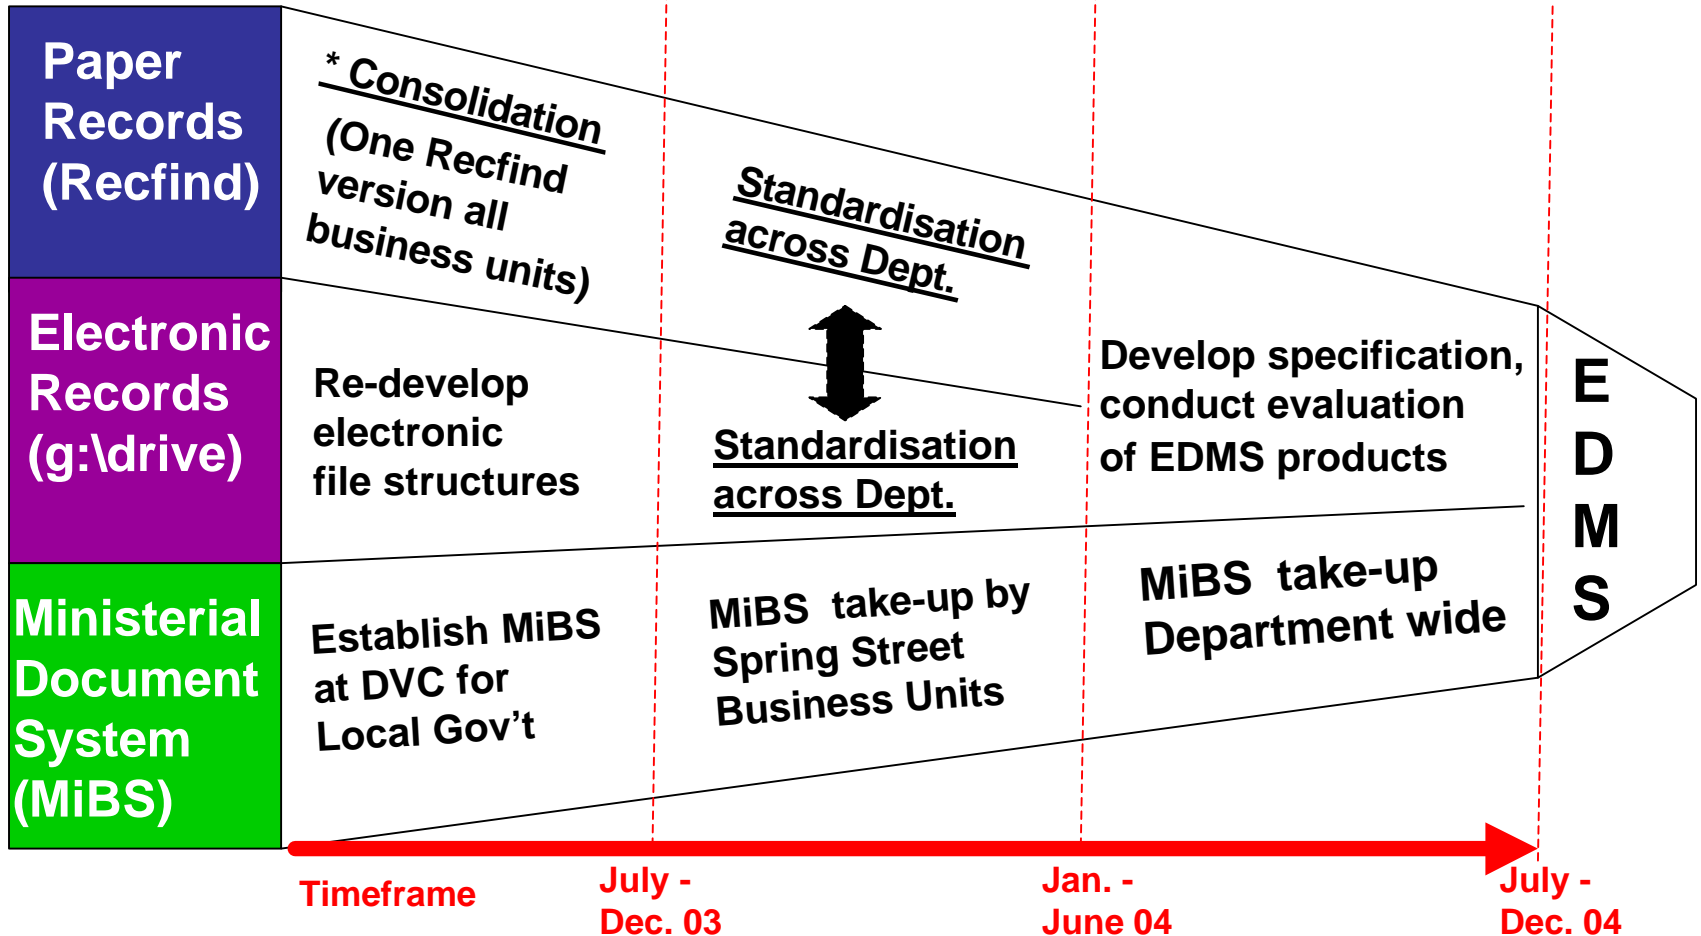 Paper
Records
(Recfind)
* Consolidation
(One Recfind
version all
business units)
Standardisation
across Dept.
Electronic
Records
(g:\drive)
Re-develop
electronic
file structures
Standardisation
across Dept.
Develop specification,
conduct evaluation
of EDMS products
Ministerial
Document
System
(MiBS)
Establish MiBS
at DVC for
Local Gov’t
MiBS take-up by
Spring Street
Business Units
MiBS take-up
Department wide
E
D
M
S
Timeframe
July -
Dec. 03
Jan. -
June 04
July -
Dec. 04